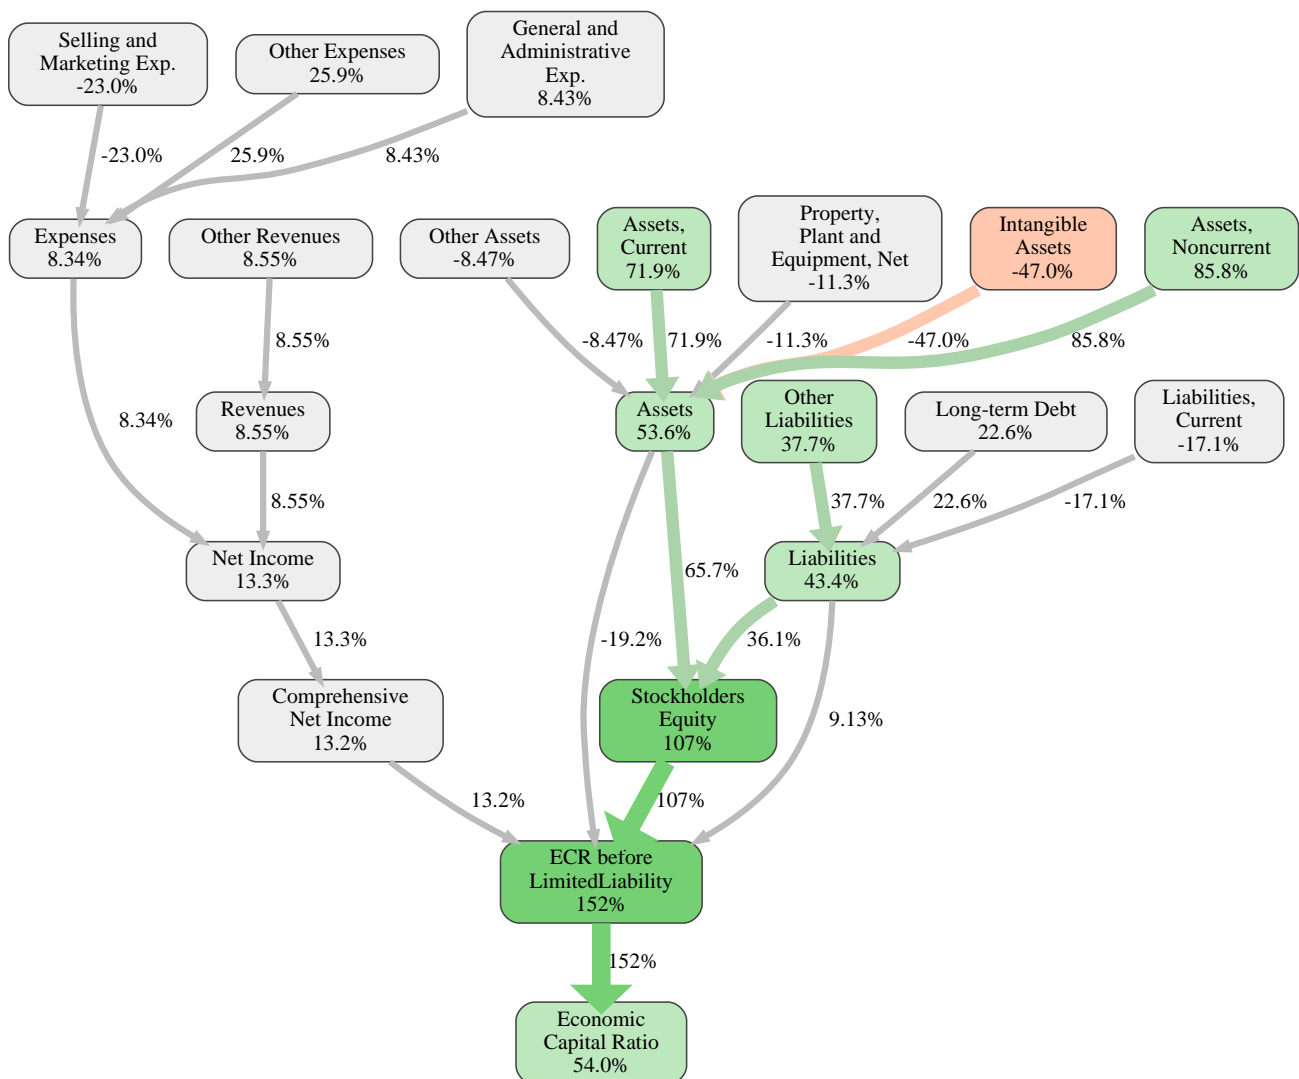 Selling and
Marketing Exp.
-23.0%
Other Expenses
25.9%
General and
Administrative
Exp.
8.43%
-23.0%
25.9%
8.43%
Expenses
8.34%
Other Revenues
8.55%
Other Assets
-8.47%
Assets,
Current
71.9%
Property,
Plant and
Equipment, Net
-11.3%
Intangible
Assets
-47.0%
Assets,
Noncurrent
85.8%
8.55%
-8.47%
71.9%
-11.3%
-47.0%
85.8%
8.34%
Revenues
8.55%
Assets
53.6%
Other
Liabilities
37.7%
Long-term Debt
22.6%
Liabilities,
Current
-17.1%
8.55%
37.7%
22.6%
-17.1%
Net Income
13.3%
65.7%
Liabilities
43.4%
13.3%
-19.2%
36.1%
Comprehensive
Net Income
13.2%
Stockholders
Equity
107%
9.13%
13.2%
107%
ECR before
LimitedLiability
152%
152%
Economic
Capital Ratio
54.0%